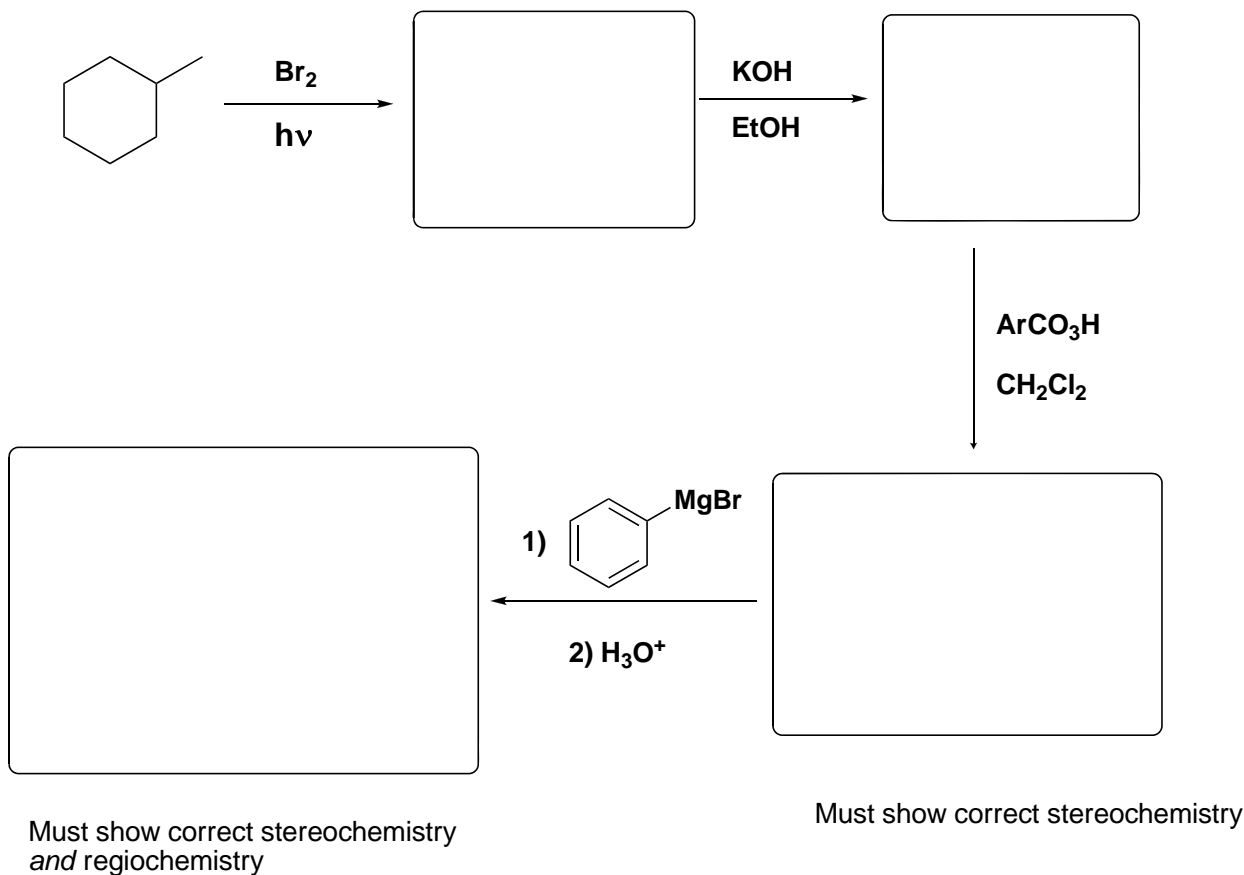 Br₂
hν
KOH
EtOH
ArCO₃H
CH₂Cl₂
MgBr
1)
2) H₃O⁺
Must show correct stereochemistry
Must show correct stereochemistry
and regiochemistry